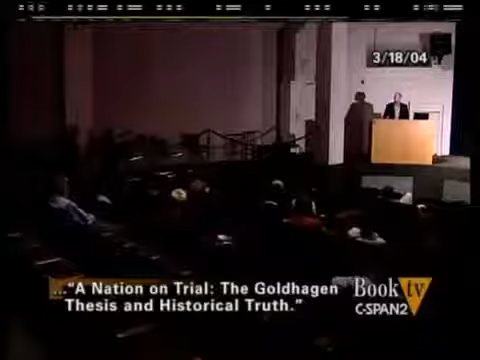 3/18/04
..."A Nation on Trial: The Goldhagen
Thesis and Historical Truth."
Book tv
C-SPAN2